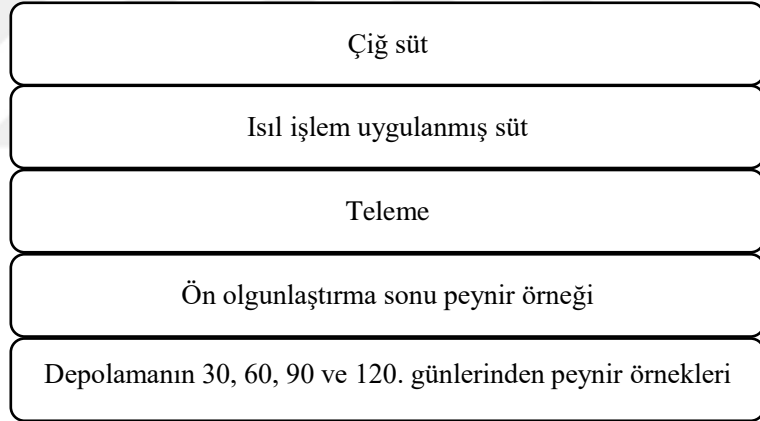 Çiğ süt
Isıl işlem uygulanmış süt
Teleme
Ön olgunlaştırma sonu peynir örneği
Depolamanın 30, 60, 90 ve 120. günlerinden peynir örnekleri